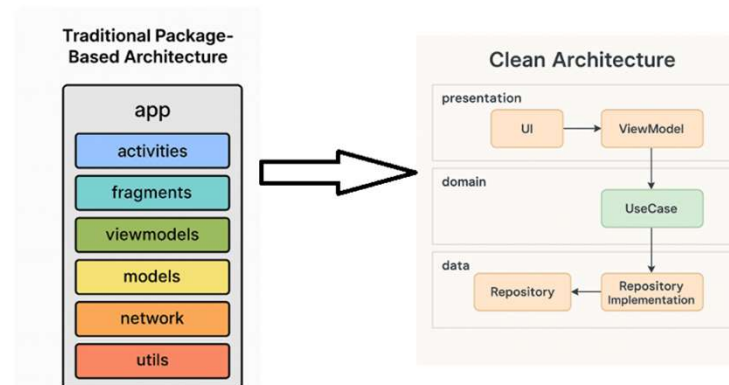 Traditional Package-
Based Architecture
app
activities
fragments
viewmodels
models
network
utils
Clean Architecture
presentation
UI
ViewModel
domain
UseCase
data
Repository
Repository
Implementation